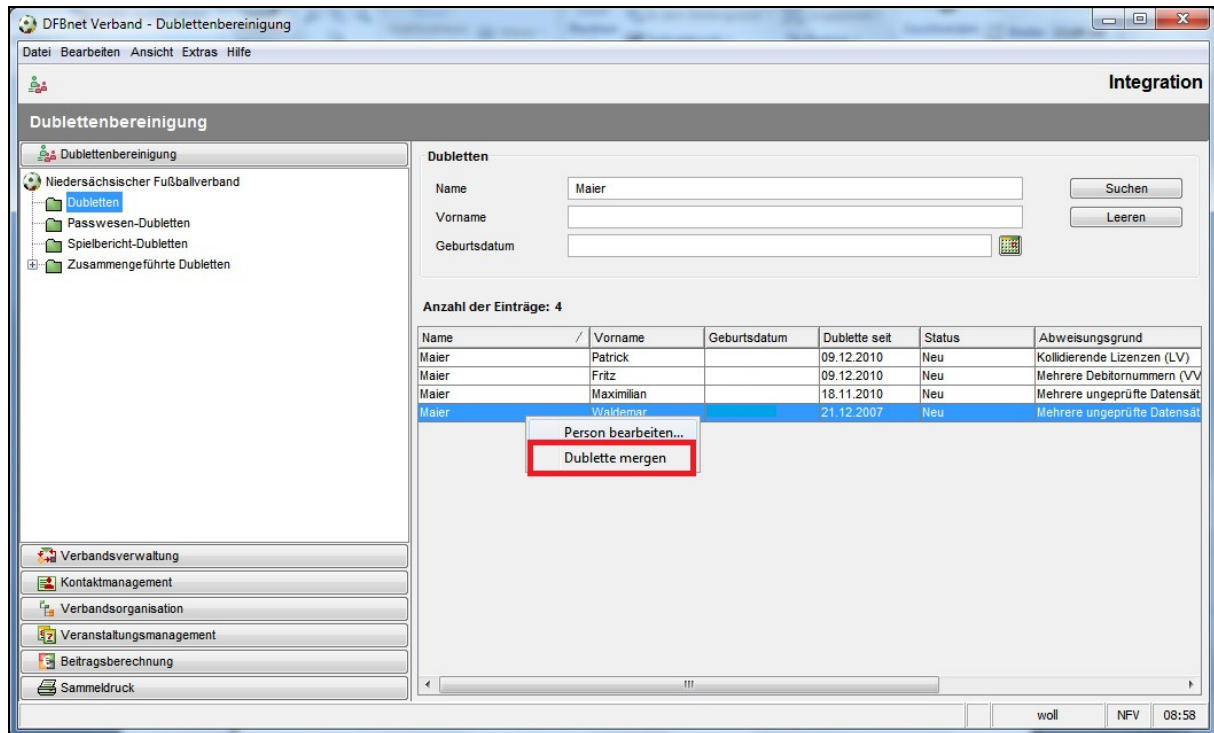 DFBnet Verband - Dublettenbereinigung
Datei Bearbeiten Ansicht Extras Hilfe
Integration
Dublettenbereinigung
Dublettenbereinigung
Niedersächsischer Fußballverband
Dubletten
Passwesen-Dubletten
Spielbericht-Dubletten
Zusammengeführte Dubletten
Verbandsverwaltung
Kontaktmanagement
Verbandsorganisation
Veranstaltungsmanagement
Beitragsberechnung
Sammeldruck
Dubletten
Name Maier Suchen
Vorname Leeren
Geburtsdatum
Anzahl der Einträge: 4
Name / Vorname Geburtsdatum Dublette seit Status Abweisungsgrund
Maier Patrick 09.12.2010 Neu Kollidierende Lizenzen (LV)
Maier Fritz 09.12.2010 Neu Mehrere Debitornummern (VV
Maier Maximilian 18.11.2010 Neu Mehrere ungeprüfte Datensät
Maier Waldemar 21.12.2007 Neu Mehrere ungeprüfte Datensät
Person bearbeiten...
Dublette mergen
woll NFV 08:58